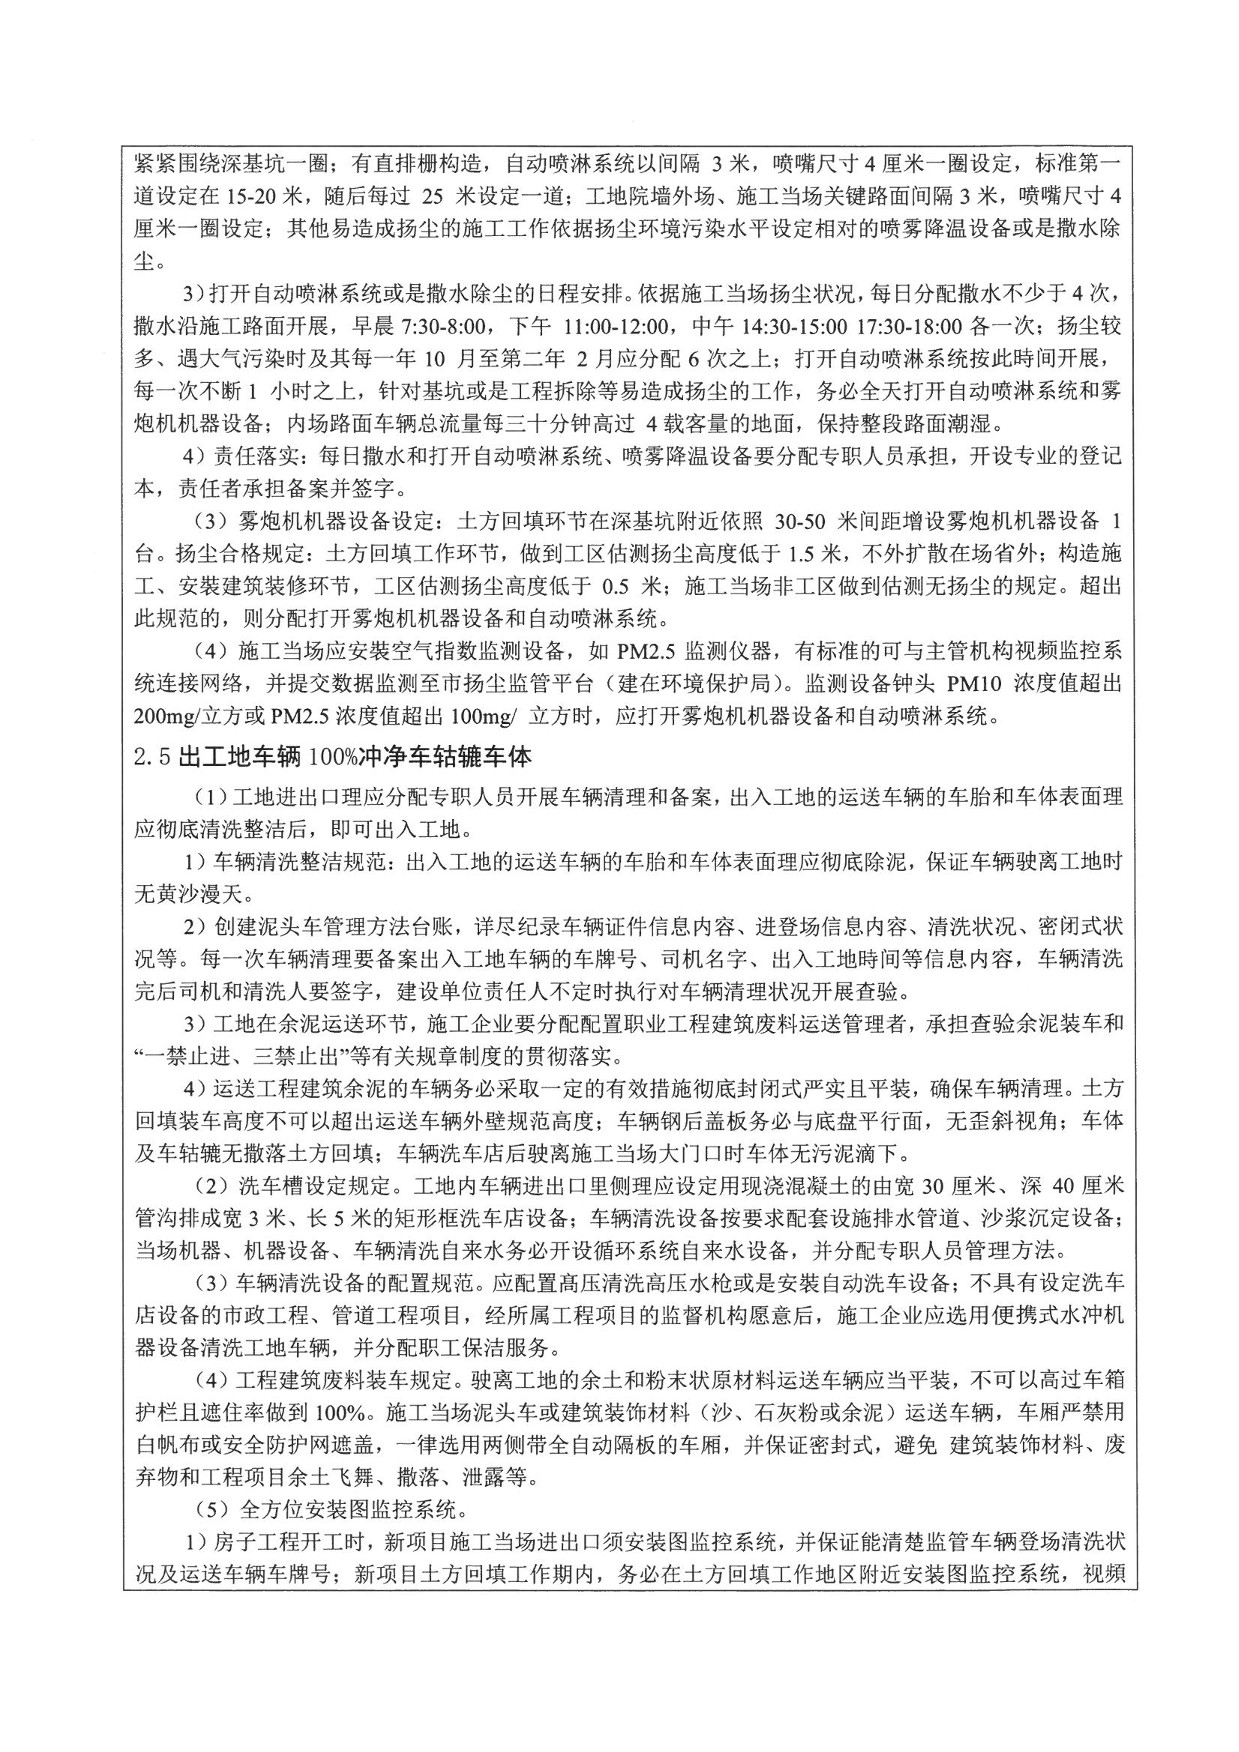 紧紧围绕深基坑一圈；有直排栅构造，自动喷淋系统以间隔 3 米，喷嘴尺寸 4 厘米一圈设定，标准第一
道设定在 15-20 米，随后每过 25 米设定一道；工地院墙外场、施工当场关键路面间隔 3 米，喷嘴尺寸 4
厘米一圈设定；其他易造成扬尘的施工工作依据扬尘环境污染水平设定相对的喷雾降温设备或是撒水除
尘。
3）打开自动喷淋系统或是撒水除尘的日程安排。依据施工当场扬尘状况，每日分配撒水不少于 4 次，
撒水沿施工路面开展，早晨 7:30-8:00，下午 11:00-12:00，中午 14:30-15:00 17:30-18:00 各一次；扬尘较
多、遇大气污染时及其每一年 10 月至第二年 2 月应分配 6 次之上；打开自动喷淋系统按此時间开展，
每一次不断 1 小时之上，针对基坑或是工程拆除等易造成扬尘的工作，务必全天打开自动喷淋系统和雾
炮机机器设备；内场路面车辆总流量每三十分钟高过 4 载客量的地面，保持整段路面潮湿。
4）责任落实：每日撒水和打开自动喷淋系统、喷雾降温设备要分配专职人员承担，开设专业的登记
本，责任者承担备案并签字。
（3）雾炮机机器设备设定：土方回填环节在深基坑附近依照 30-50 米间距增设雾炮机机器设备 1
台。扬尘合格规定：土方回填工作环节，做到工区估测扬尘高度低于 1.5 米，不外扩散在场省外；构造施
工、安裝建筑装修环节，工区估测扬尘高度低于 0.5 米；施工当场非工区做到估测无扬尘的规定。超出
此规范的，则分配打开雾炮机机器设备和自动喷淋系统。
（4）施工当场应安装空气指数监测设备，如 PM2.5 监测仪器，有标准的可与主管机构视频监控系
统连接网络，并提交数据监测至市扬尘监管平台（建在环境保护局）。监测设备钟头 PM10 浓度值超出
200mg/立方或 PM2.5 浓度值超出 100mg/ 立方时，应打开雾炮机机器设备和自动喷淋系统。
2.5 出工地车辆 100%冲净车轱辘车体
（1）工地进出口理应分配专职人员开展车辆清理和备案，出入工地的运送车辆的车胎和车体表面理
应彻底清洗整洁后，即可出入工地。
1）车辆清洗整洁规范：出入工地的运送车辆的车胎和车体表面理应彻底除泥，保证车辆驶离工地时
无黄沙漫天。
2）创建泥头车管理方法台账，详尽纪录车辆证件信息内容、进登场信息内容、清洗状况、密闭式状
况等。每一次车辆清理要备案出入工地车辆的车牌号、司机名字、出入工地時间等信息内容，车辆清洗
完后司机和清洗人要签字，建设单位责任人不定时执行对车辆清理状况开展查验。
3）工地在余泥运送环节，施工企业要分配配置职业工程建筑废料运送管理者，承担查验余泥装车和
“一禁止进、三禁止出”等有关规章制度的贯彻落实。
4）运送工程建筑余泥的车辆务必采取一定的有效措施彻底封闭式严实且平装，确保车辆清理。土方
回填装车高度不可以超出运送车辆外壁规范高度；车辆钢后盖板务必与底盘平行面，无歪斜视角；车体
及车轱辘无撒落土方回填；车辆洗车店后驶离施工当场大门口时车体无污泥滴下。
（2）洗车槽设定规定。工地内车辆进出口里侧理应设定用现浇混凝土的由宽 30 厘米、深 40 厘米
管沟排成宽 3 米、长 5 米的矩形框洗车店设备；车辆清洗设备按要求配套设施排水管道、沙浆沉定设备；
当场机器、机器设备、车辆清洗自来水务必开设循环系统自来水设备，并分配专职人员管理方法。
（3）车辆清洗设备的配置规范。应配置髙压清洗高压水枪或是安裝自动洗车设备；不具有设定洗车
店设备的市政工程、管道工程项目，经所属工程项目的监督机构愿意后，施工企业应选用便携式水冲机
器设备清洗工地车辆，并分配职工保洁服务。
（4）工程建筑废料装车规定。驶离工地的余土和粉末状原材料运送车辆应当平装，不可以高过车箱
护栏且遮住率做到 100%。施工当场泥头车或建筑装饰材料（沙、石灰粉或余泥）运送车辆，车厢严禁用
白帆布或安全防护网遮盖，一律选用两侧带全自动隔板的车厢，并保证密封式，避免 建筑装饰材料、废
弃物和工程项目余土飞舞、撒落、泄露等。
（5）全方位安装图监控系统。
1）房子工程开工时，新项目施工当场进出口须安装图监控系统，并保证能清楚监管车辆登场清洗状
况及运送车辆车牌号；新项目土方回填工作期内，务必在土方回填工作地区附近安装图监控系统，视頻